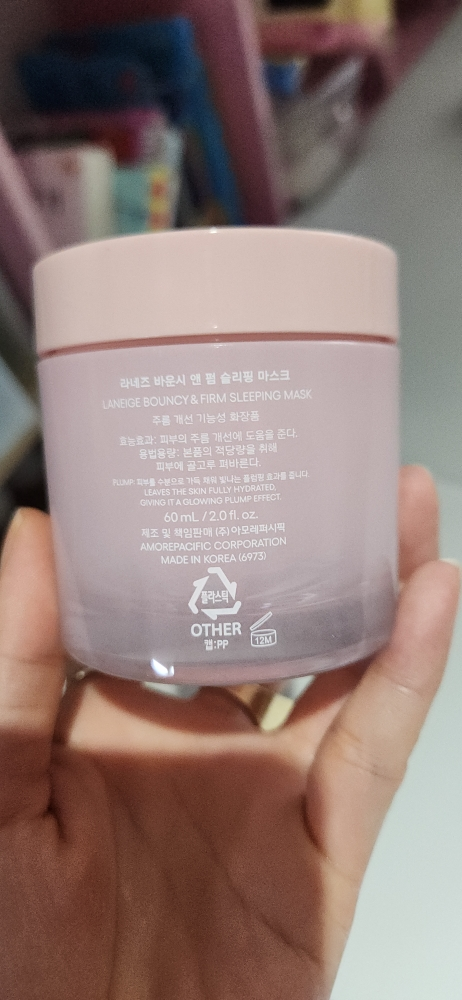 라네즈 바운시 앤 펌 슬리핑 마스크
LANEIGE BOUNCY & FIRM SLEEPING MASK
주름 개선 기능성 화장품
효능효과: 피부의 주름 개선에 도움을 준다.
용법용량: 본품의 적당량을 취해
피부에 골고루 펴바른다.
PLUMP: 피부를 수분으로 가득 채워 빛나는 플럼핑 효과를 줍니다.
LEAVES THE SKIN FULLY HYDRATED,
GIVING IT A GLOWING PLUMP EFFECT.
60 mL / 2.0 fl. oz.
제조 및 책임판매 (주)아모레퍼시픽
AMOREPACIFIC CORPORATION
MADE IN KOREA (6973)
플라스틱
OTHER
캡:PP
12M